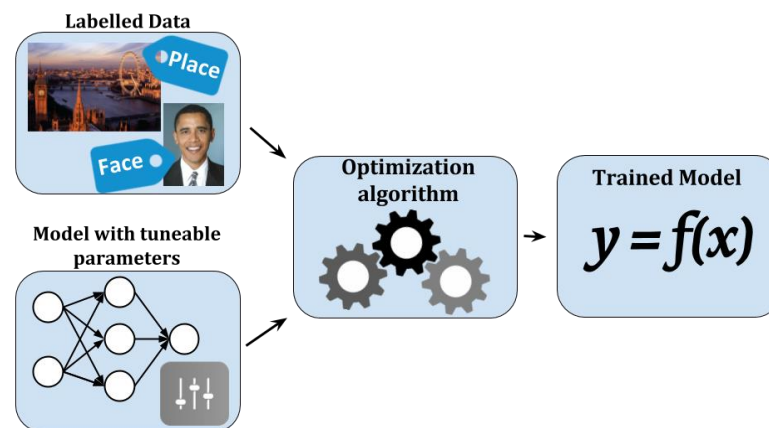 Labelled Data
Place
Face
Model with tuneable
parameters
Optimization
algorithm
Trained Model
y = f(x)